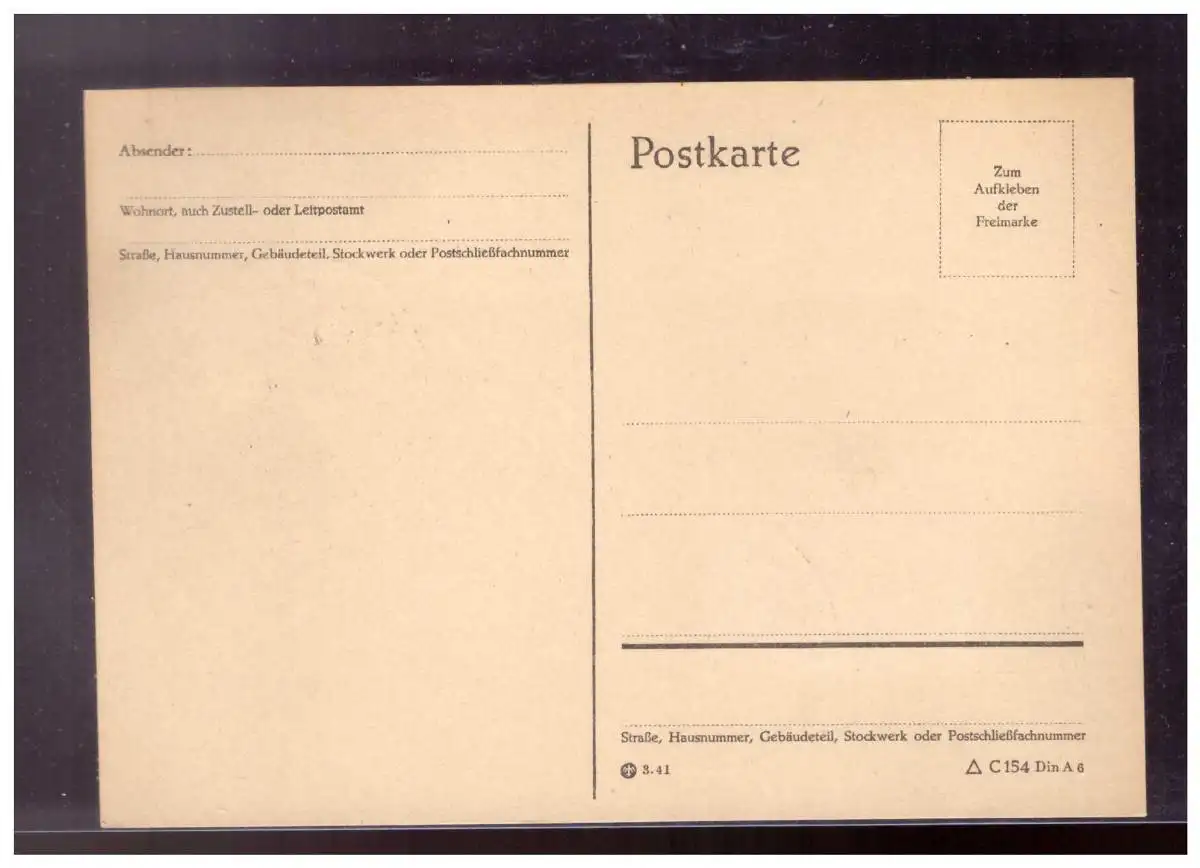 Absender:
Wohnort, auch Zustell- oder Leitpostamt
Straße, Hausnummer, Gebäudeteil, Stockwerk oder Postschließfachnummer
Postkarte
Zum
Aufkleben
der
Freimarke
Straße, Hausnummer, Gebäudeteil, Stockwerk oder Postschließfachnummer
3.41
C 154 Din A 6